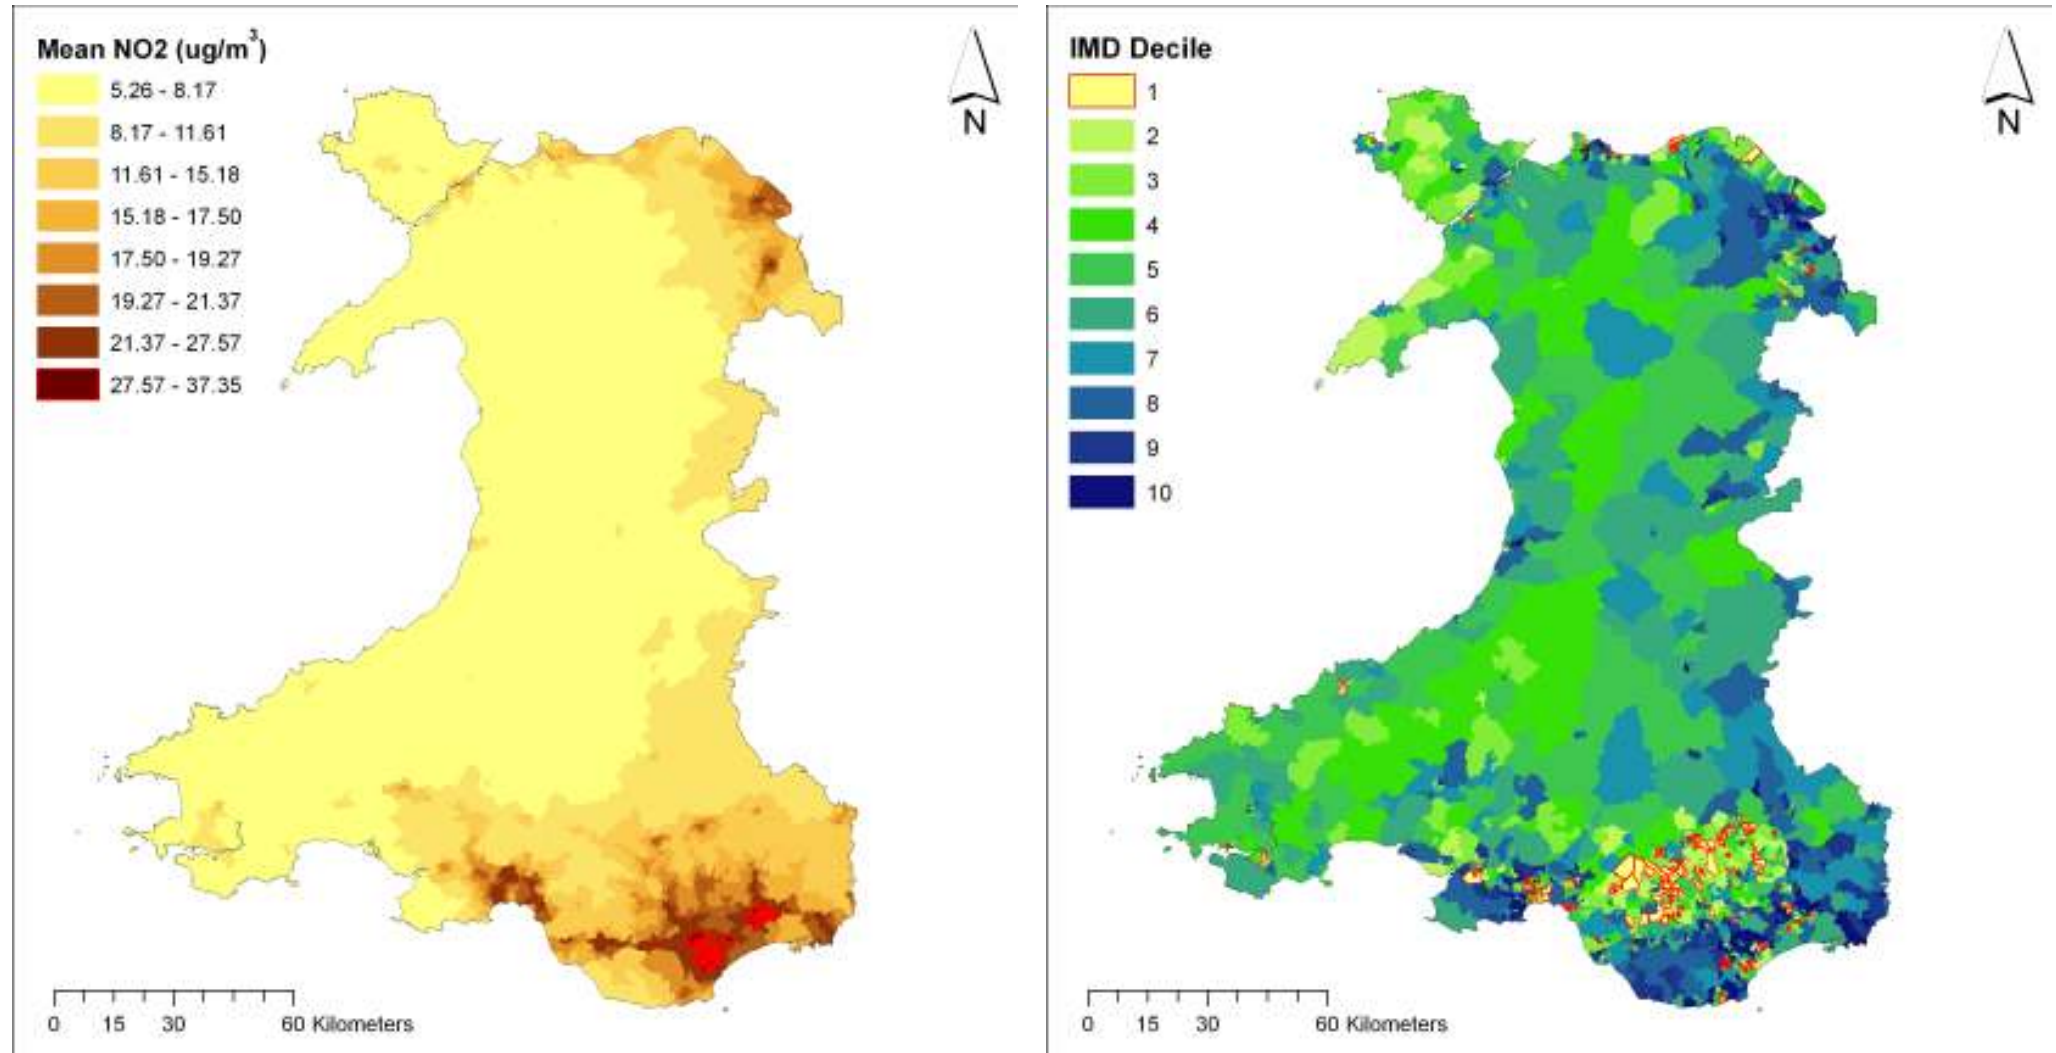 Mean NO2 (ug/m3)
5.26 - 8.17
8.17 - 11.61
11.61 - 15.18
15.18 - 17.50
17.50 - 19.27
19.27 - 21.37
21.37 - 27.57
27.57 - 37.35
N
0 15 30 60 Kilometers
IMD Decile
1
2
3
4
5
6
7
8
9
10
N
0 15 30 60 Kilometers